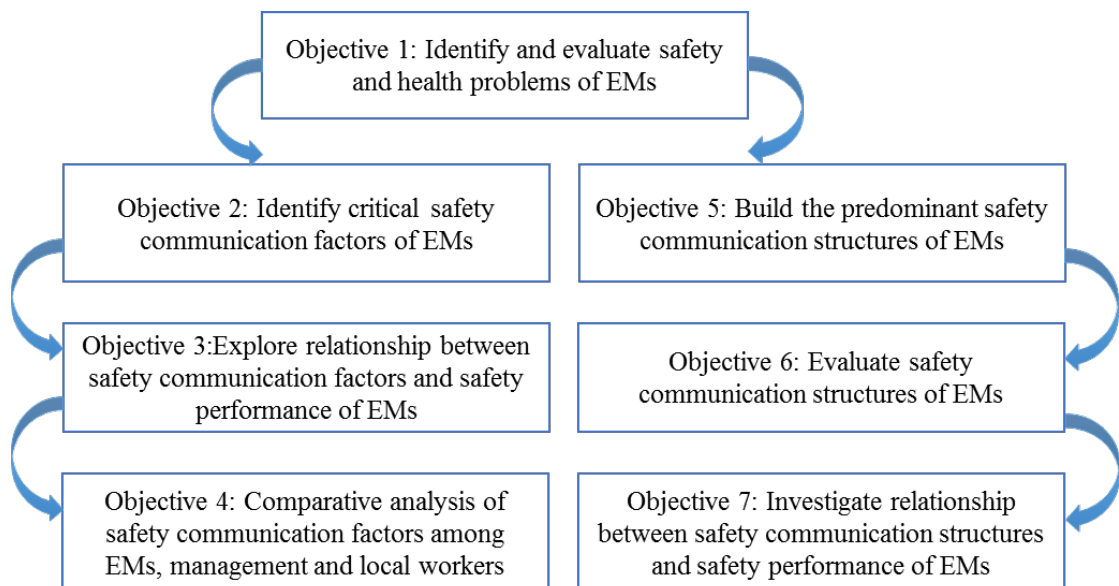 Objective 1: Identify and evaluate safety
and health problems of EMs
Objective 2: Identify critical safety
communication factors of EMs
Objective 5: Build the predominant safety
communication structures of EMs
Objective 3:Explore relationship between
safety communication factors and safety
performance of EMs
Objective 6: Evaluate safety
communication structures of EMs
Objective 4: Comparative analysis of
safety communication factors among
EMs, management and local workers
Objective 7: Investigate relationship
between safety communication structures
and safety performance of EMs